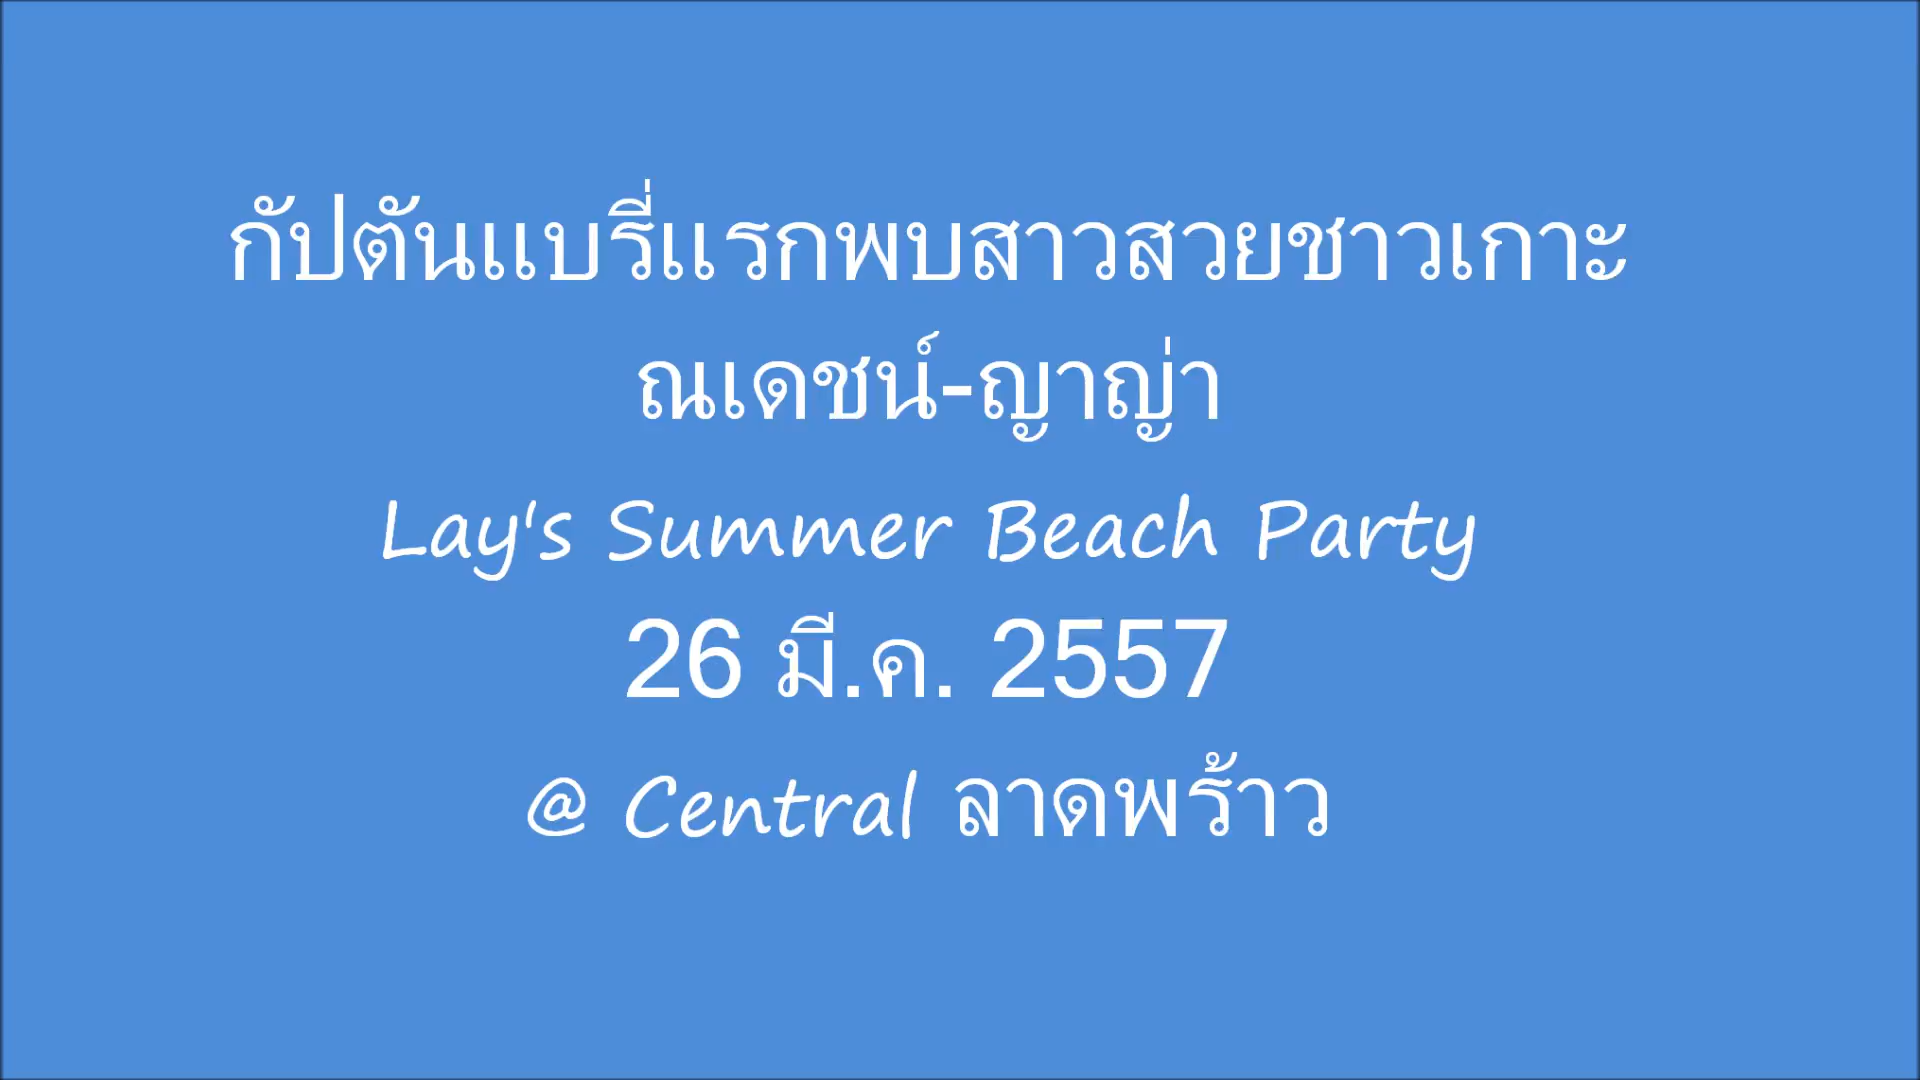 กัปตันแบรี่แรกพบสาวสวยชาวเกาะ
ณเดชน์-ญาญ่า
Lay's Summer Beach Party
26 มี.ค. 2557
@ Central ลาดพร้าว